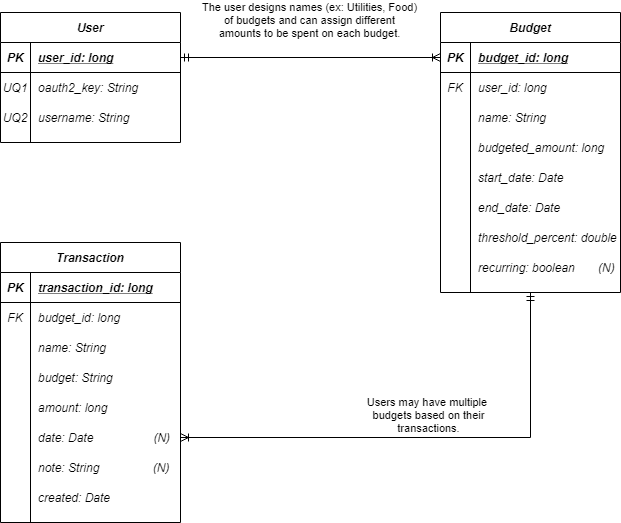 The user designs names (ex: Utilities, Food)
of budgets and can assign different
amounts to be spent on each budget.
User
PK user_id: long
UQ1 oauth2_key: String
UQ2 username: String
Budget
PK budget_id: long
FK user_id: long
name: String
budgeted_amount: long
start_date: Date
end_date: Date
threshold_percent: double
recurring: boolean (N)
Transaction
PK transaction_id: long
FK budget_id: long
name: String
budget: String
amount: long
date: Date (N)
note: String (N)
created: Date
Users may have multiple
budgets based on their
transactions.